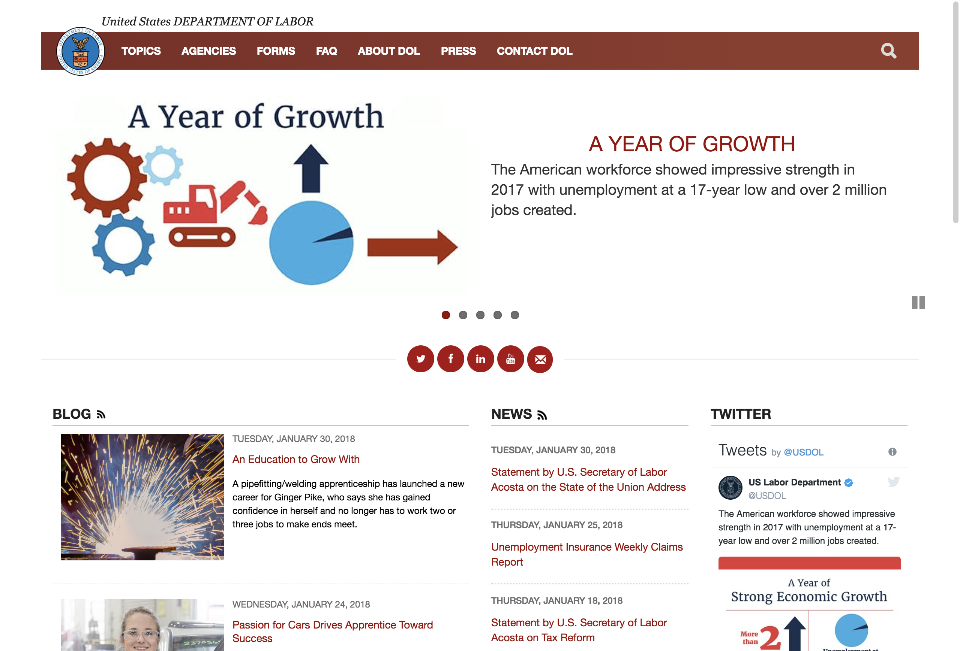 United States DEPARTMENT OF LABOR
TOPICS AGENCIES FORMS FAQ ABOUT DOL PRESS CONTACT DOL
A Year of Growth
A YEAR OF GROWTH
The American workforce showed impressive strength in
2017 with unemployment at a 17-year low and over 2 million
jobs created.
BLOG
TUESDAY, JANUARY 30, 2018
An Education to Grow With
A pipefitting/welding apprenticeship has launched a new
career for Ginger Pike, who says she has gained
confidence in herself and no longer has to work two or
three jobs to make ends meet.
WEDNESDAY, JANUARY 24, 2018
Passion for Cars Drives Apprentice Toward
Success
NEWS
TUESDAY, JANUARY 30, 2018
Statement by U.S. Secretary of Labor
Acosta on the State of the Union Address
THURSDAY, JANUARY 25, 2018
Unemployment Insurance Weekly Claims
Report
THURSDAY, JANUARY 18, 2018
Statement by U.S. Secretary of Labor
Acosta on Tax Reform
TWITTER
Tweets by @USDOL
US Labor Department
@USDOL
The American workforce showed impressive
strength in 2017 with unemployment at a 17-
year low and over 2 million jobs created.
A Year of
Strong Economic Growth
More
than 2